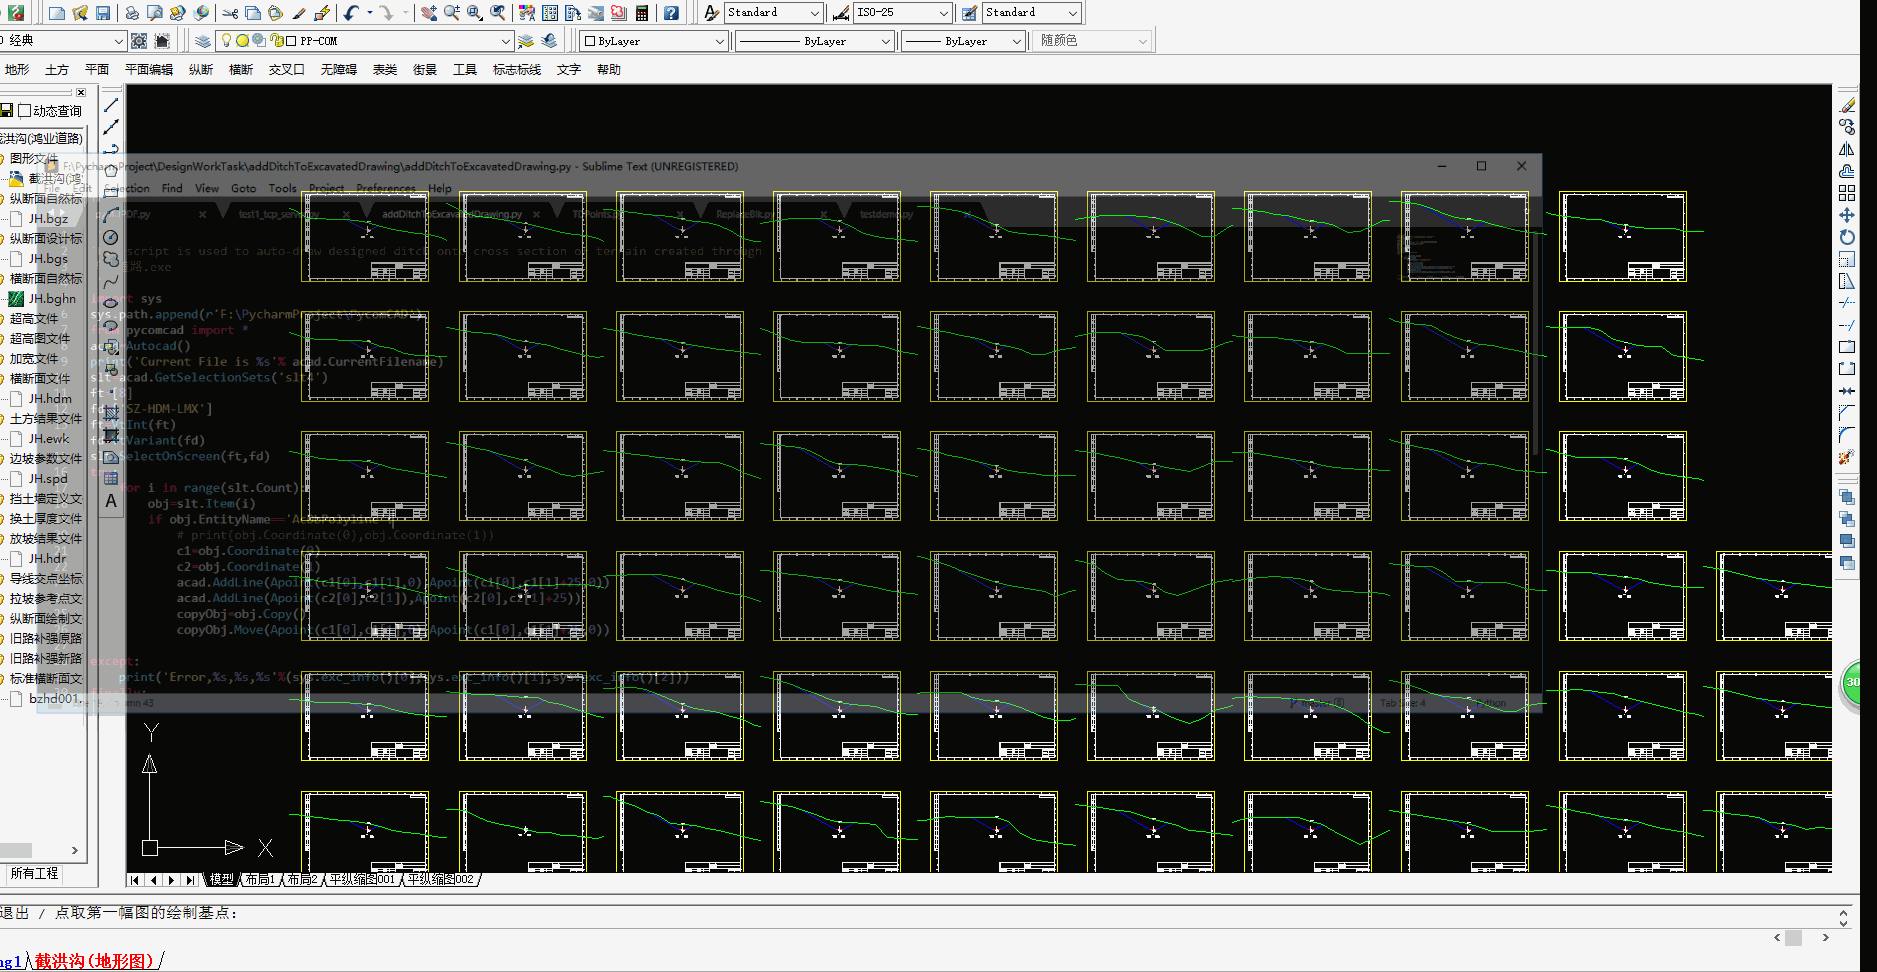 Standard
ISO-25
Standard
经典
PP-COM
ByLayer
ByLayer
ByLayer
随颜色
地形 土方 平面 平面编辑 纵断 横断 交叉口 无障碍 表类 街景 工具 标志标线 文字 帮助
动态查询
截洪沟(鸿业道路)
图形文件
截洪沟(鸿
纵断面自然标
JH.bgz
纵断面设计标
JH.bgs
横断面自然标
JH.bghn
超高文件
超高图文件
加宽文件
横断面文件
JH.hdm
土方结果文件
JH.ewk
边坡参数文件
JH.spd
挡土墙定义文
换土厚度文件
放坡结果文件
JH.hdr
导线交点坐标
拉坡参考点文
纵断面绘制文
旧路补强原路
旧路补强新路
标准横断面文
bzhd001.
所有工程
F:\PycharmProject\DesignWorkTask\addDitchToExcavatedDrawing\addDitchToExcavatedDrawing.py - Sublime Text (UNREGISTERED)
File Edit Selection Find View Goto Tools Project Preferences Help
PDF.py
test1_tcp_server.py
addDitchToExcavatedDrawing.py
TBPoints.py
ReplaceBlk.py
testdemo.py
script is used to auto-draw designed ditch onto cross section of terrain created through
路.exe
import sys
sys.path.append(r'F:\PycharmProject\PycomCAD')
pycomcad import *
acad=Autocad()
print('Current File is %s'% acad.CurrentFilename)
slt=acad.GetSelectionSets('slt4')
ft=[8]
fd=['SZ-HDM-LMX']
ft=VtInt(ft)
fd=VtVariant(fd)
slt.SelectOnScreen(ft,fd)
for i in range(slt.Count):
obj=slt.Item(i)
if obj.EntityName=='AcDbPolyline':
# print(obj.Coordinate(0),obj.Coordinate(1))
c1=obj.Coordinate(0)
c2=obj.Coordinate(1)
acad.AddLine(Apoint(c1[0],c1[1],0),Apoint(c1[0],c1[1]+25,0))
acad.AddLine(Apoint(c2[0],c2[1]),Apoint(c2[0],c2[1]+25))
copyObj=obj.Copy()
copyObj.Move(Apoint(c1[0],c1[1],0),Apoint(c1[0],c1[1]+25,0))
except:
print('Error,%s,%s,%s'%(sys.exc_info()[0],sys.exc_info()[1],sys.exc_info()[2]))
Column 43
Tab Size: 4
Python
Y
X
A
30
模型 布局1 布局2 平纵缩图001 平纵缩图002
退出 / 点取第一幅图的绘制基点:
ng1 截洪沟(地形图)